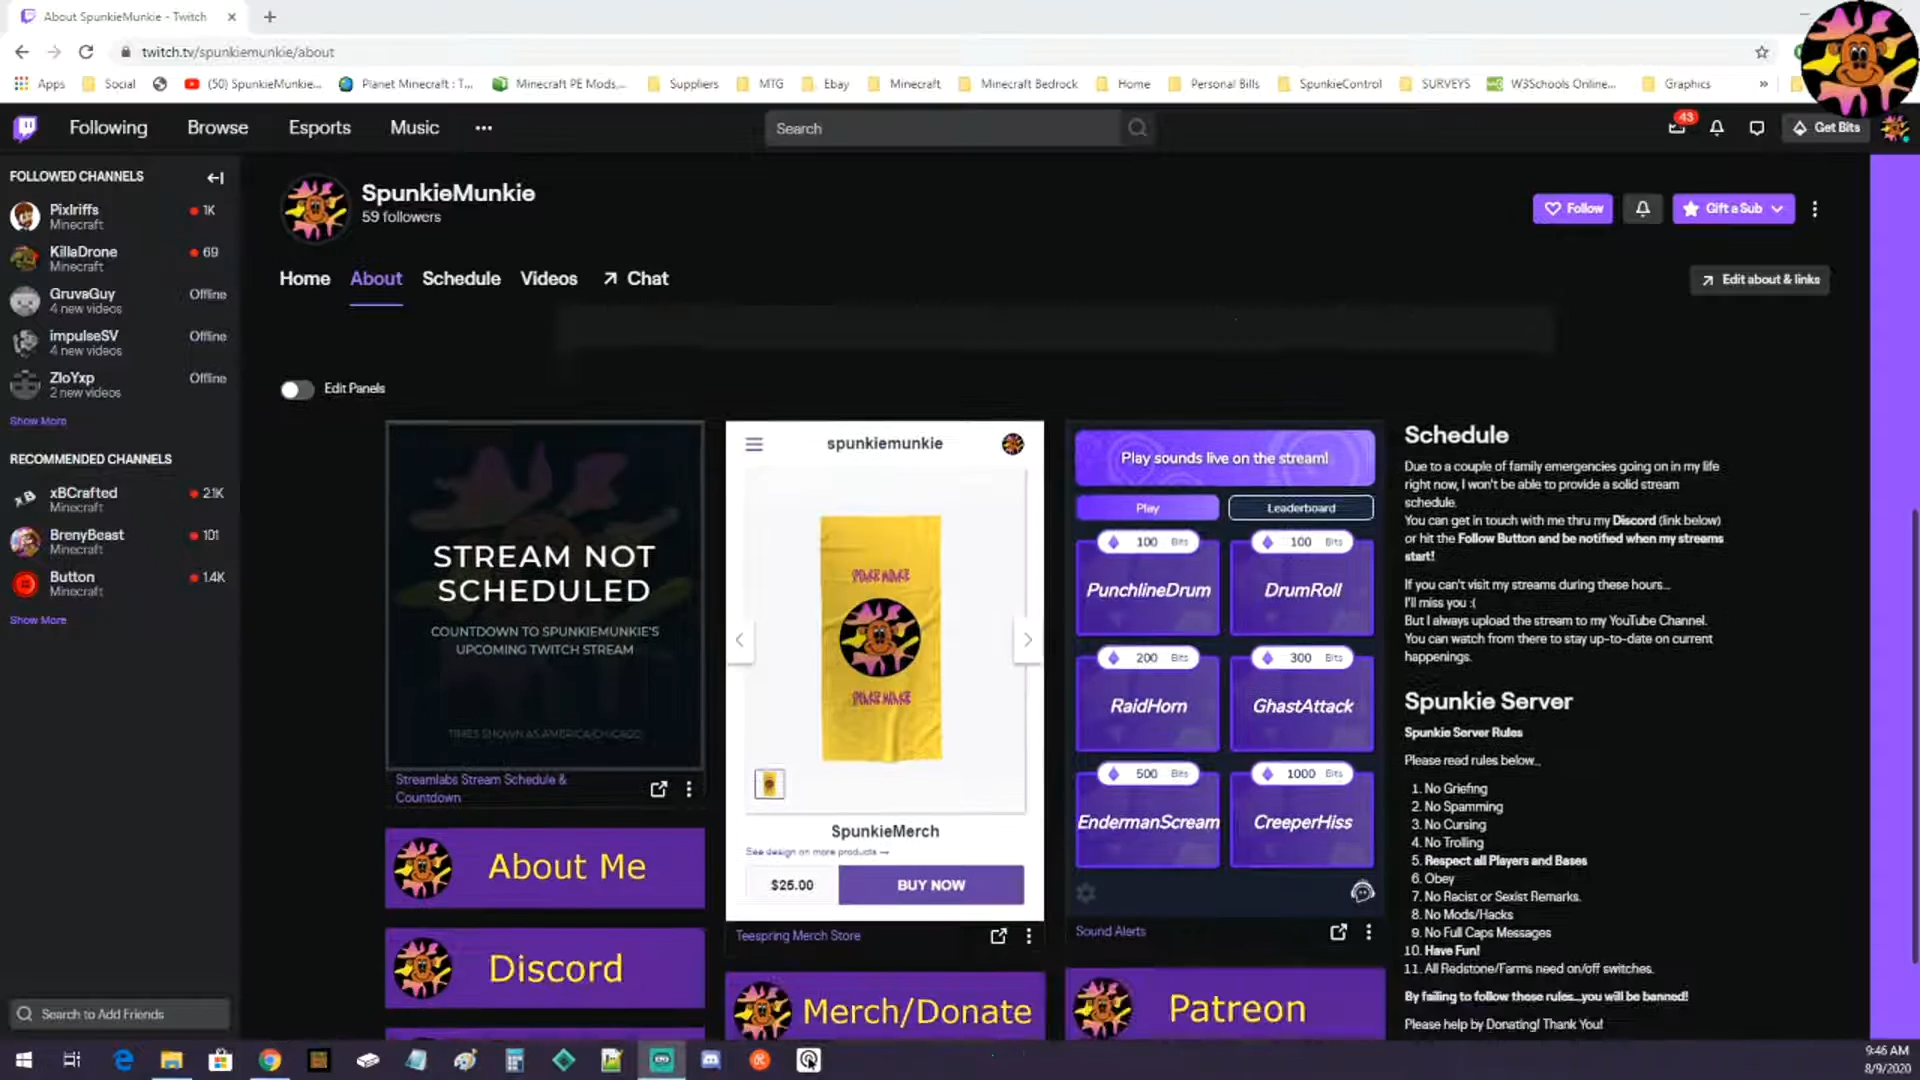 About SpunkieMunkie - Twitch
twitch.tv/spunkiemunkie/about
Apps
Social
(50) SpunkieMunkie...
Planet Minecraft : T...
Minecraft PE Mods,...
Suppliers
MTG
Ebay
Minecraft
Minecraft Bedrock
Home
Personal Bills
SpunkieControl
SURVEYS
W3Schools Online...
Graphics
Following
Browse
Esports
Music
Search
43
Get Bits
FOLLOWED CHANNELS
Pixlriffs
1K
Minecraft
KillaDrone
69
Minecraft
GruvaGuy
Offline
4 new videos
impulseSV
Offline
4 new videos
ZloYxp
Offline
2 new videos
Show More
RECOMMENDED CHANNELS
xBCrafted
2.1K
Minecraft
BrenyBeast
101
Minecraft
Button
1.4K
Minecraft
Show More
Search to Add Friends
SpunkieMunkie
59 followers
Follow
Gift a Sub
Home
About
Schedule
Videos
Chat
Edit about & links
Edit Panels
STREAM NOT
SCHEDULED
COUNTDOWN TO SPUNKIEMUNKIE'S
UPCOMING TWITCH STREAM
TIMES SHOWN AS AMERICA/CHICAGO
Streamlabs Stream Schedule &
Countdown
About Me
Discord
spunkiemunkie
SpunkieMerch
See design on more products →
$25.00
BUY NOW
Teespring Merch Store
Merch/Donate
Play sounds live on the stream!
Play
Leaderboard
100 Bits
PunchlineDrum
100 Bits
DrumRoll
200 Bits
RaidHorn
300 Bits
GhastAttack
500 Bits
EndermanScream
1000 Bits
CreeperHiss
Sound Alerts
Patreon
Schedule
Due to a couple of family emergencies going on in my life
right now, I won't be able to provide a solid stream
schedule.
You can get in touch with me thru my Discord (link below)
or hit the Follow Button and be notified when my streams
start!
If you can't visit my streams during these hours...
I'll miss you :(
But I always upload the stream to my YouTube Channel.
You can watch from there to stay up-to-date on current
happenings.
Spunkie Server
Spunkie Server Rules
Please read rules below...
1. No Griefing
2. No Spamming
3. No Cursing
4. No Trolling
5. Respect all Players and Bases
6. Obey
7. No Racist or Sexist Remarks.
8. No Mods/Hacks
9. No Full Caps Messages
10. Have Fun!
11. All Redstone/Farms need on/off switches.
By failing to follow these rules...you will be banned!
Please help by Donating! Thank You!
9:46 AM
8/9/2020